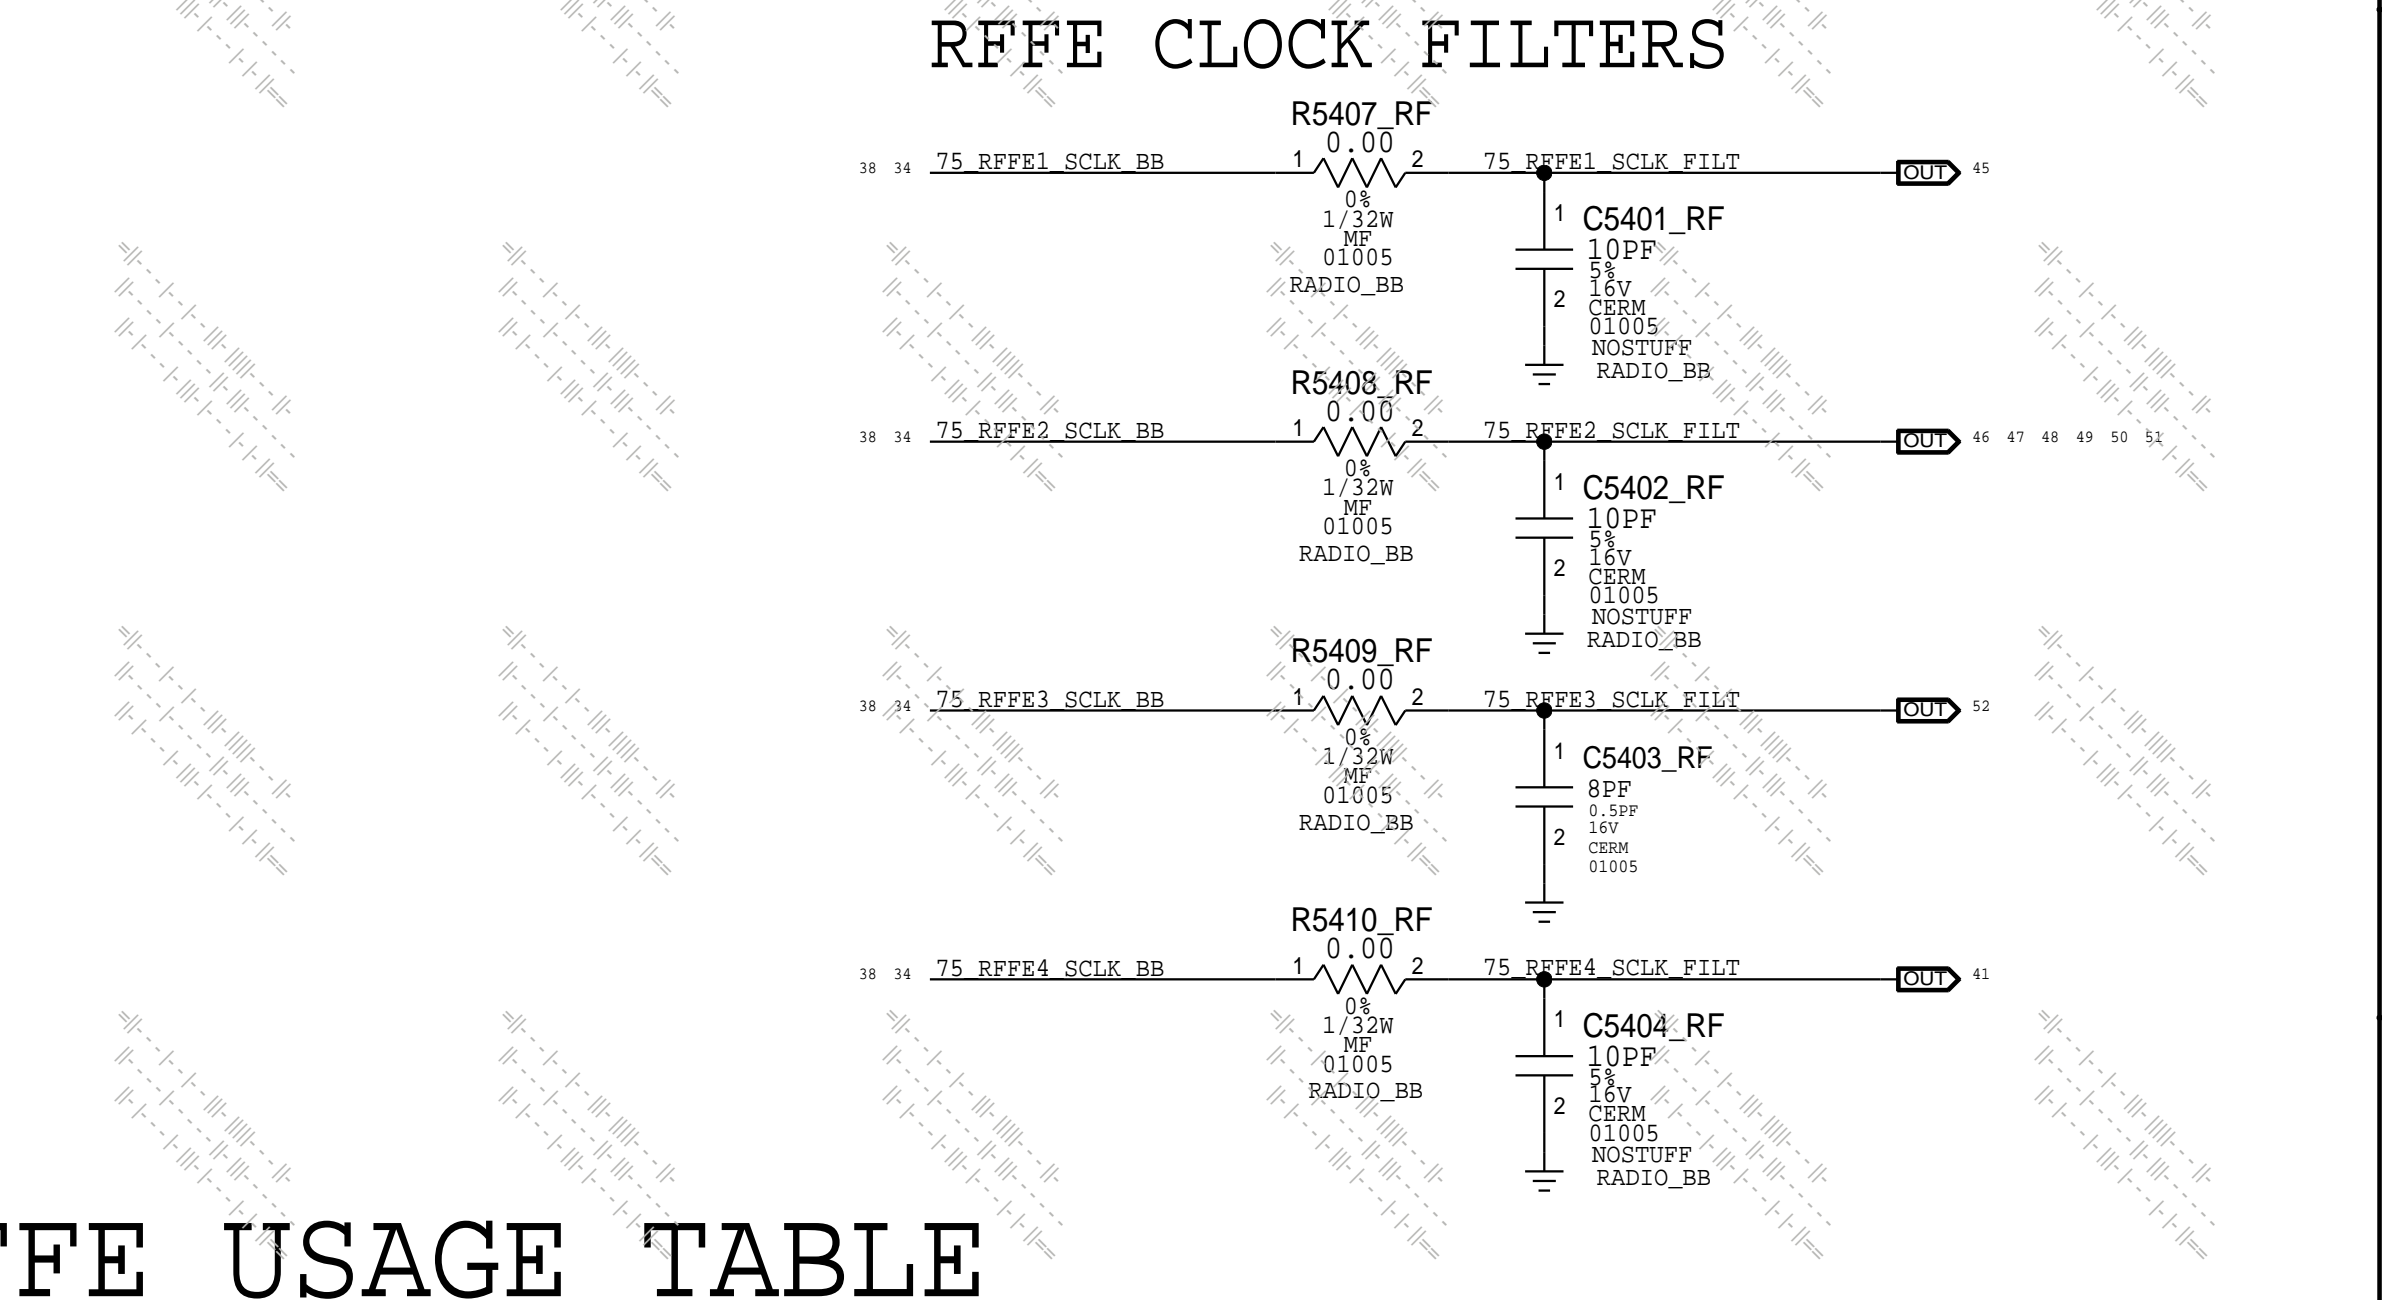 RFFE CLOCK FILTERS
R5407_RF
0.00
38 34 75_RFFE1_SCLK_BB 1 2 75_RFFE1_SCLK_FILT OUT 45
0%
1/32W
MF
01005
RADIO_BB
1 C5401_RF
10PF
5%
2 16V
CERM
01005
NOSTUFF
RADIO_BB
R5408_RF
0.00
38 34 75_RFFE2_SCLK_BB 1 2 75_RFFE2_SCLK_FILT OUT 46 47 48 49 50 51
0%
1/32W
MF
01005
RADIO_BB
1 C5402_RF
10PF
5%
16V
2 CERM
01005
NOSTUFF
RADIO_BB
R5409_RF
0.00
38 34 75_RFFE3_SCLK_BB 1 2 75_RFFE3_SCLK_FILT OUT 52
0%
1/32W
MF
01005
RADIO_BB
1 C5403_RF
8PF
0.5PF
16V
2 CERM
01005
R5410_RF
0.00
38 34 75_RFFE4_SCLK_BB 1 2 75_RFFE4_SCLK_FILT OUT 41
0%
1/32W
MF
01005
RADIO_BB
1 C5404_RF
10PF
5%
16V
2 CERM
01005
NOSTUFF
RADIO_BB
FFE USAGE TABLE